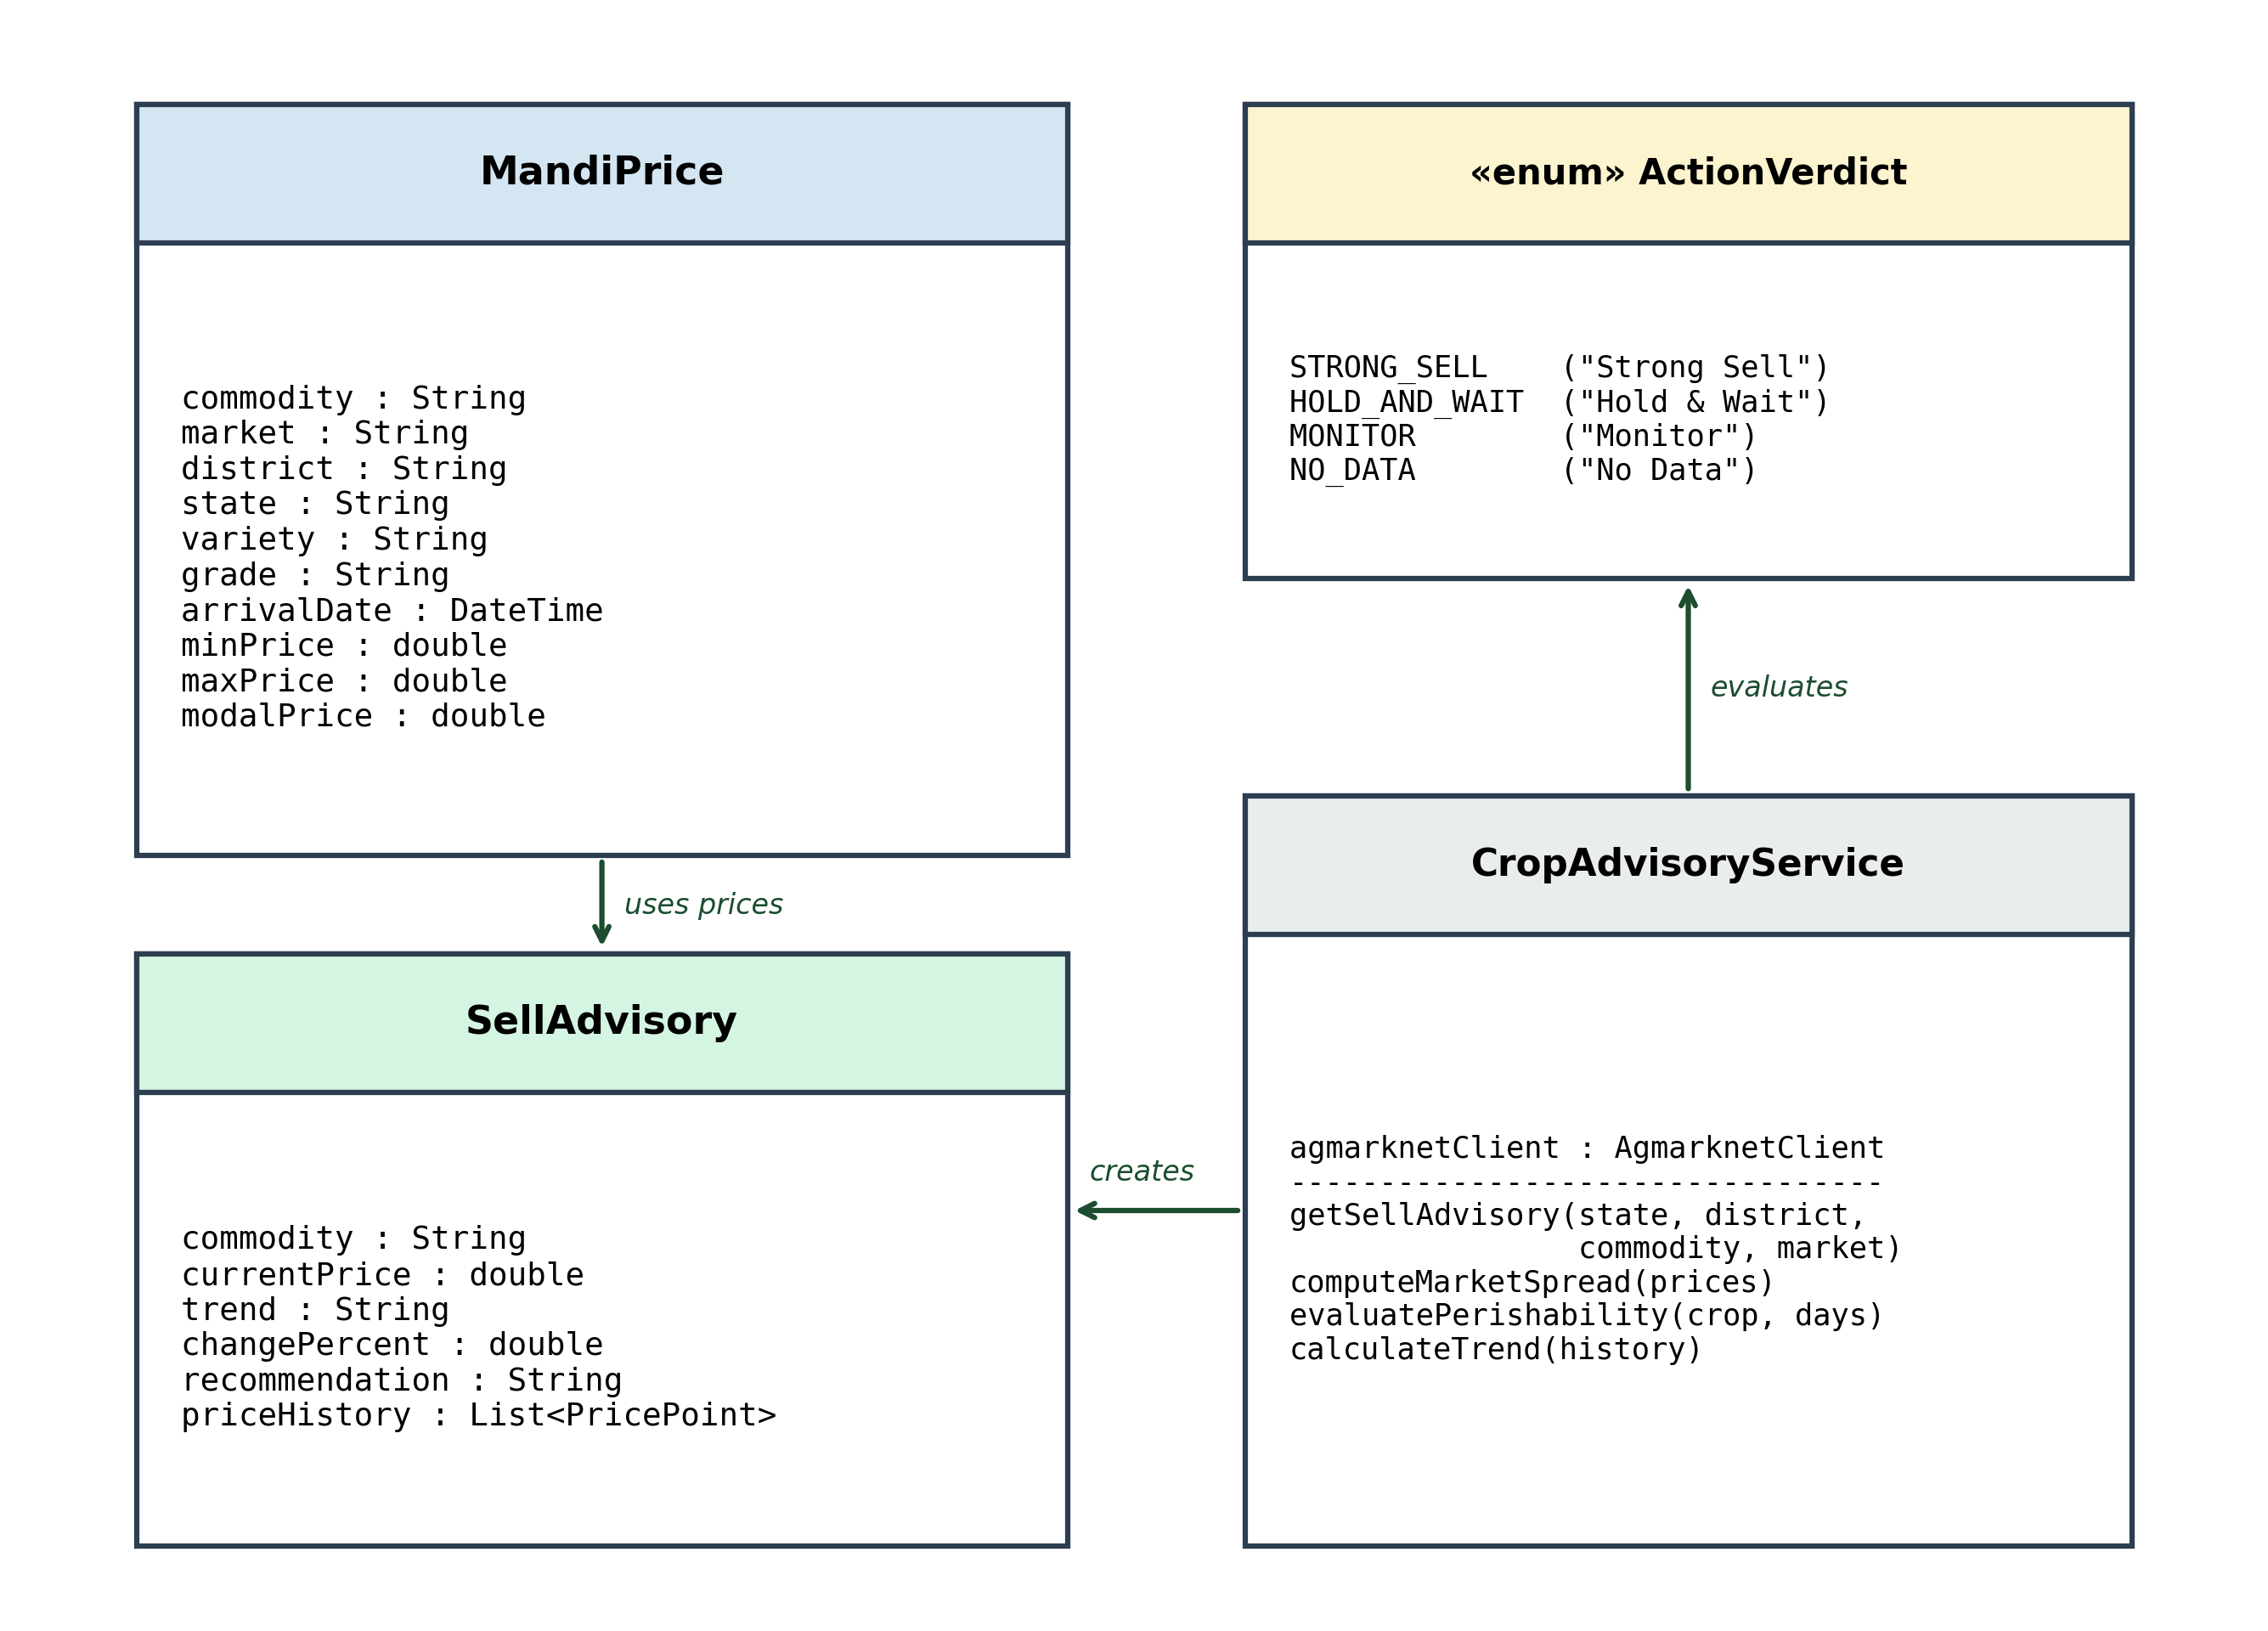 MandiPrice
commodity : String
market : String
district : String
state : String
variety : String
grade : String
arrivalDate : DateTime
minPrice : double
maxPrice : double
modalPrice : double
uses prices
SellAdvisory
commodity : String
currentPrice : double
trend : String
changePercent : double
recommendation : String
priceHistory : List<PricePoint>
«enum» ActionVerdict
STRONG_SELL    ("Strong Sell")
HOLD_AND_WAIT  ("Hold & Wait")
MONITOR        ("Monitor")
NO_DATA        ("No Data")
evaluates
CropAdvisoryService
agmarknetClient : AgmarknetClient
---------------------------------
getSellAdvisory(state, district,
                commodity, market)
computeMarketSpread(prices)
evaluatePerishability(crop, days)
calculateTrend(history)
creates